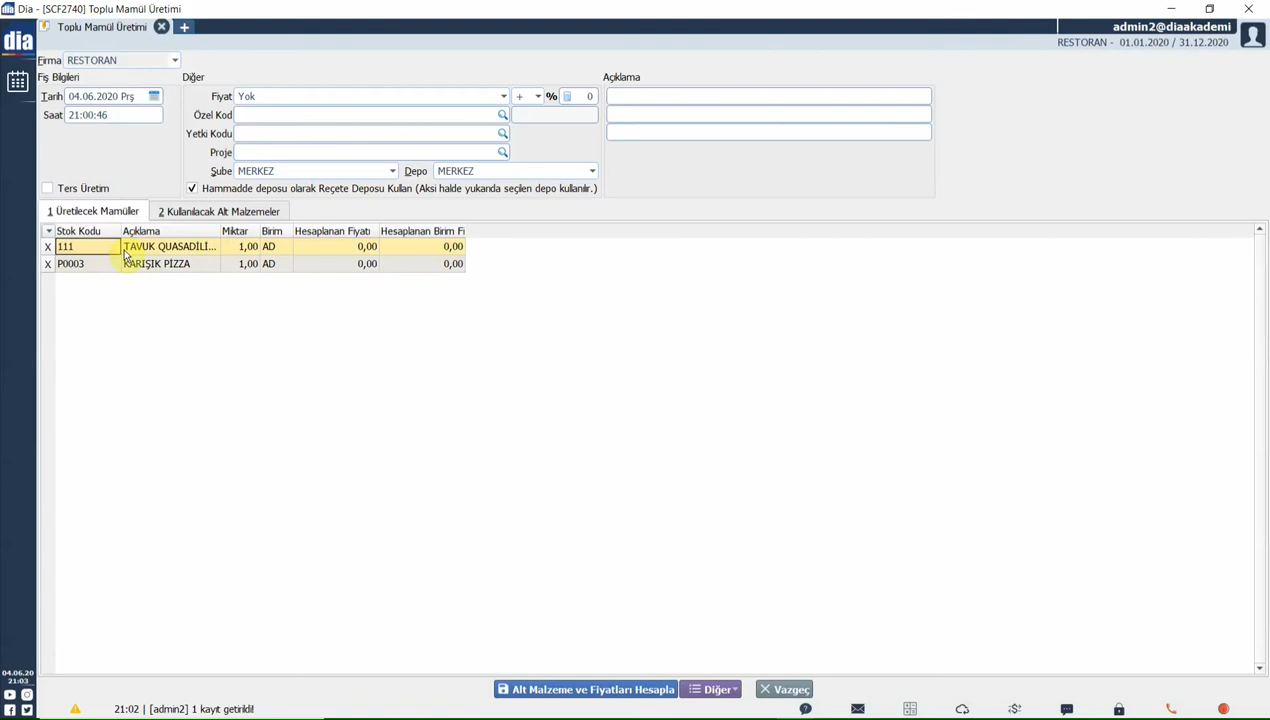 Dia - [SCF2740] Toplu Mamül Üretimi
dia
Toplu Mamül Üretimi
admin2@diaakademi
RESTORAN - 01.01.2020 / 31.12.2020
Firma RESTORAN
Fiş Bilgileri Diğer Açıklama
Tarih 04.06.2020 Prş Fiyat Yok + % 0
Saat 21:00:46 Özel Kod
Yetki Kodu
Proje
Şube MERKEZ Depo MERKEZ
Ters Üretim Hammadde deposu olarak Reçete Deposu Kullan (Aksi halde yukarıda seçilen depo kullanılır.)
1 Üretilecek Mamüller 2 Kullanılacak Alt Malzemeler
Stok Kodu Açıklama Miktar Birim Hesaplanan Fiyatı Hesaplanan Birim Fi
X 111 TAVUK QUASADİLİ... 1,00 AD 0,00 0,00
X P0003 KARIŞIK PİZZA 1,00 AD 0,00 0,00
Alt Malzeme ve Fiyatları Hesapla Diğer Vazgeç
04.06.20
21:03
21:02 | [admin2] 1 kayıt getirildi!